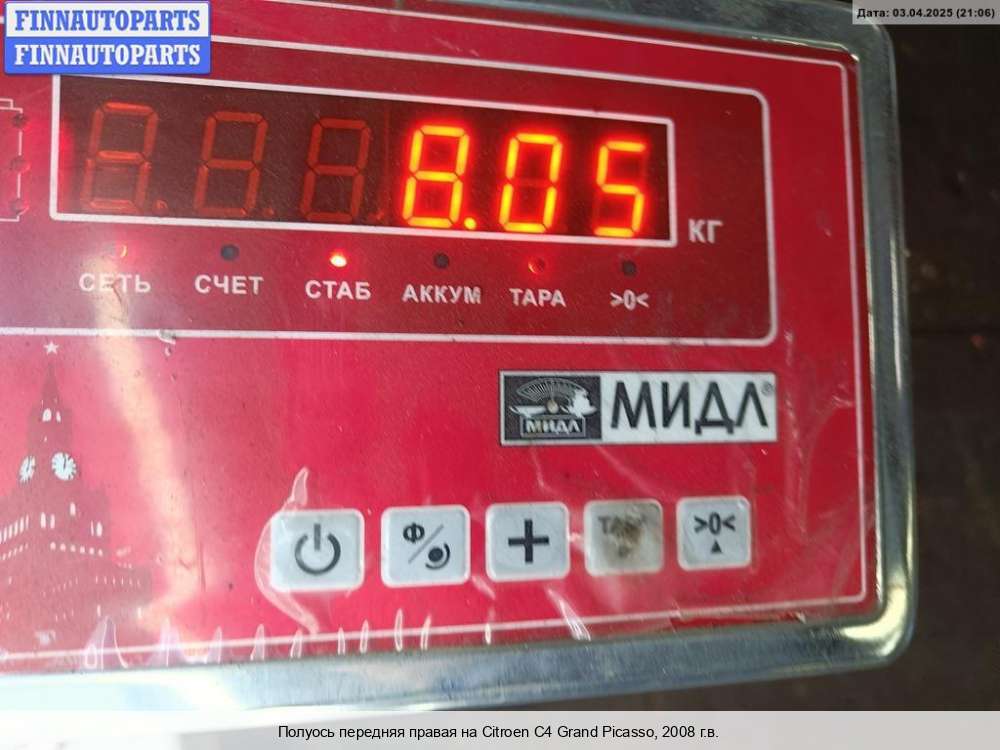 FINNAUTOPARTS
FINNAUTOPARTS
Дата: 03.04.2025 (21:06)
8.05
КГ
СЕТЬ СЧЕТ СТАБ АККУМ ТАРА >0<
МИДЛ МИДЛ®
Ф + ТАРА >0<
Полуось передняя правая на Citroen C4 Grand Picasso, 2008 г.в.